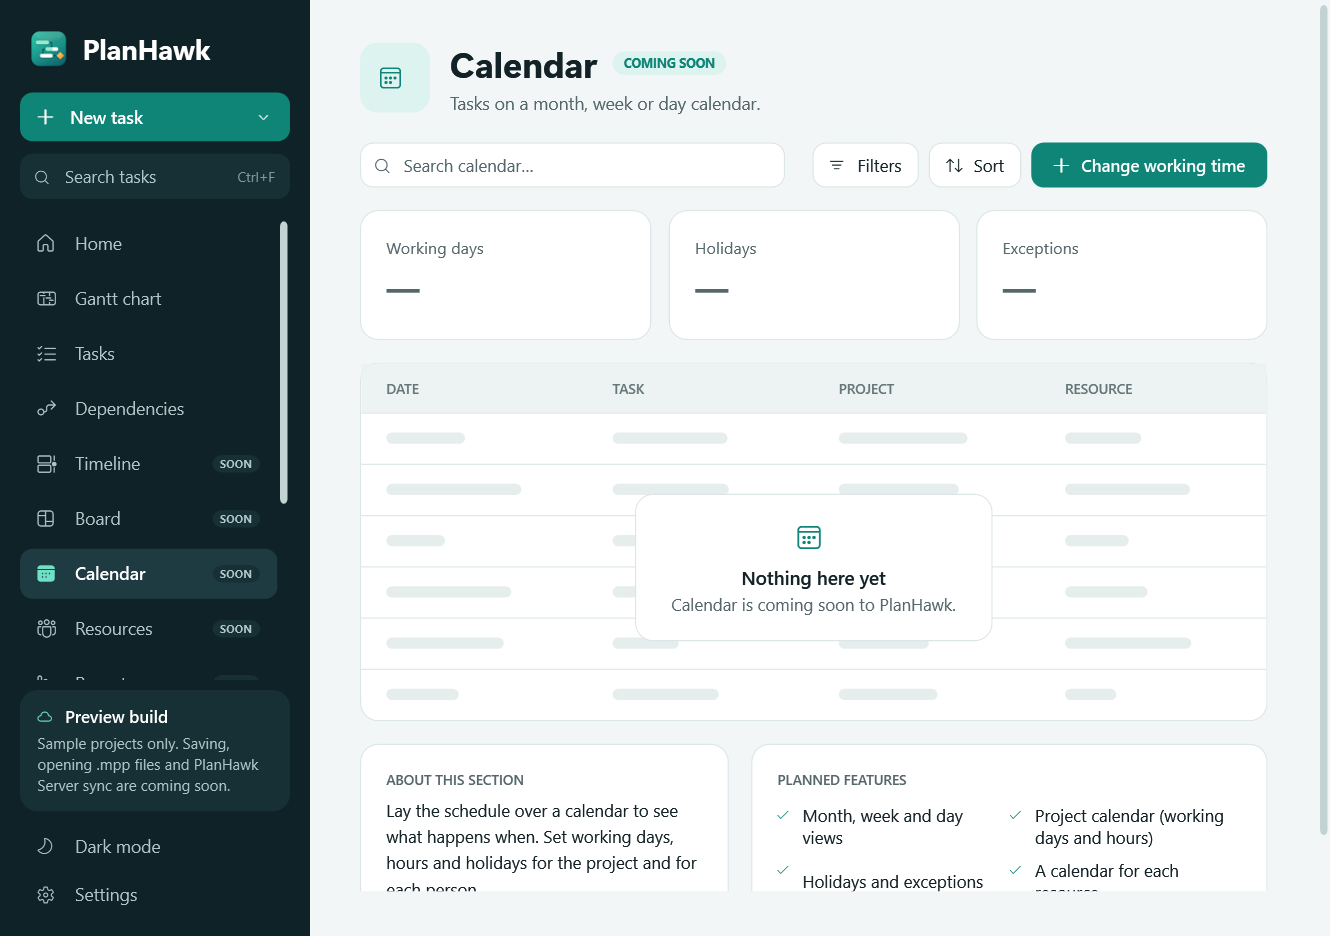 PlanHawk
New task
Search tasks Ctrl+F
Home
Gantt chart
Tasks
Dependencies
Timeline SOON
Board SOON
Calendar SOON
Resources SOON
Preview build
Sample projects only. Saving,
opening .mpp files and PlanHawk
Server sync are coming soon.
Dark mode
Settings
Calendar COMING SOON
Tasks on a month, week or day calendar.
Search calendar...
Filters
Sort
Change working time
Working days
Holidays
Exceptions
DATE TASK PROJECT RESOURCE
Nothing here yet
Calendar is coming soon to PlanHawk.
ABOUT THIS SECTION
Lay the schedule over a calendar to see
what happens when. Set working days,
hours and holidays for the project and for
each person
PLANNED FEATURES
Month, week and day
views
Holidays and exceptions
Project calendar (working
days and hours)
A calendar for each